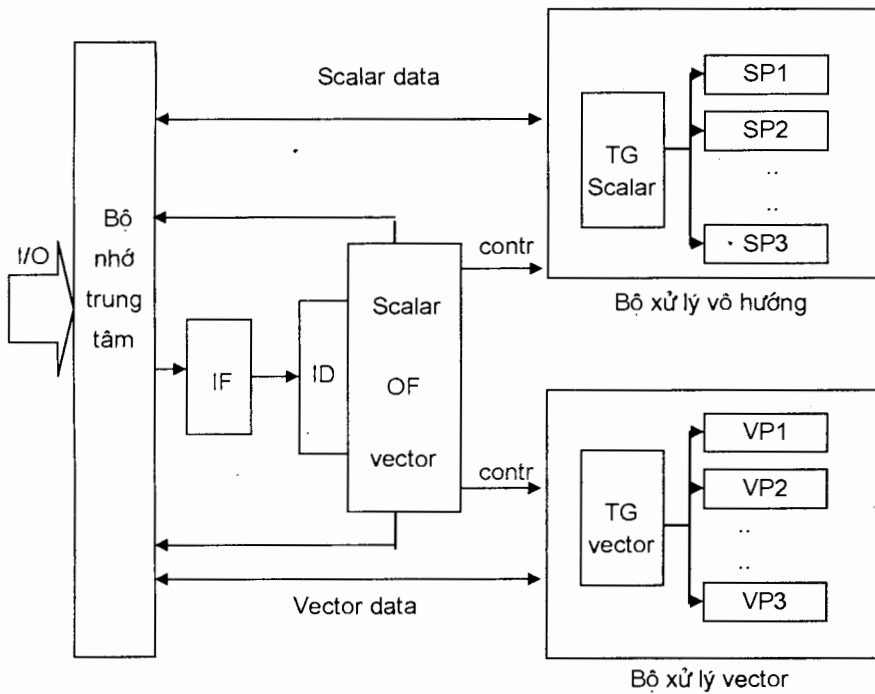 Scalar data
TG
Scalar
SP1
SP2
..
..
SP3
Bộ xử lý vô hướng
I/O
Bộ
nhớ
trung
tâm
IF
ID
Scalar
OF
vector
contr
contr
TG
vector
VP1
VP2
..
..
VP3
Vector data
Bộ xử lý vector